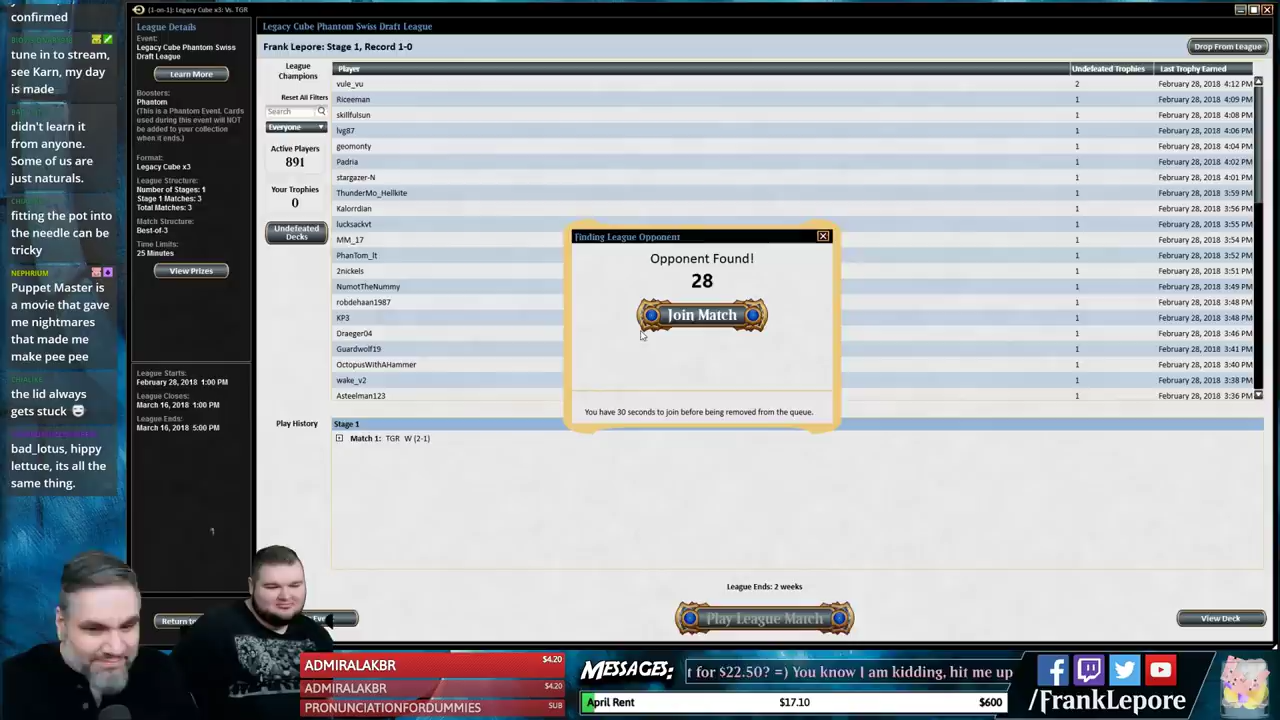 confirmed
tune in to stream,
see Karn, my day
is made
didn't learn it
from anyone.
Some of us are
just naturals.
fitting the pot into
the needle can be
tricky
NEPHRIUM
Puppet Master is
a movie that gave
me nightmares
that made me
make pee pee
the lid always
gets stuck
bad_lotus, hippy
lettuce, its all the
same thing.
(1-on-1): Legacy Cube x3: Vs. TGR
League Details
Event:
Legacy Cube Phantom Swiss
Draft League
Learn More
Boosters:
Phantom
(This is a Phantom Event. Cards
used during this event will NOT
be added to your collection
when it ends.)
Format:
Legacy Cube x3
League Structure:
Number of Stages: 1
Stage 1 Matches: 3
Total Matches: 3
Match Structure:
Best-of-3
Time Limits:
25 Minutes
View Prizes
League Starts:
February 28, 2018 1:00 PM
League Closes:
March 16, 2018 1:00 PM
League Ends:
March 16, 2018 5:00 PM
Return to
Legacy Cube Phantom Swiss Draft League
Frank Lepore: Stage 1, Record 1-0
Drop From League
League
Champions
Reset All Filters
Search
Everyone
Active Players
891
Your Trophies
0
Undefeated
Decks
Player Undefeated Trophies Last Trophy Earned
vule_vu 2 February 28, 2018 4:12 PM
Riceeman 1 February 28, 2018 4:09 PM
skillfulsun 1 February 28, 2018 4:08 PM
lvg87 1 February 28, 2018 4:06 PM
geomonty 1 February 28, 2018 4:04 PM
Padria 1 February 28, 2018 4:02 PM
stargazer-N 1 February 28, 2018 4:01 PM
ThunderMo_Hellkite 1 February 28, 2018 3:59 PM
Kalorrdian 1 February 28, 2018 3:56 PM
lucksackvt 1 February 28, 2018 3:55 PM
MM_17 1 February 28, 2018 3:54 PM
PhanTom_lt 1 February 28, 2018 3:52 PM
2nickels 1 February 28, 2018 3:51 PM
NumotTheNummy 1 February 28, 2018 3:49 PM
robdehaan1987 1 February 28, 2018 3:48 PM
KP3 1 February 28, 2018 3:48 PM
Draeger04 1 February 28, 2018 3:46 PM
Guardwolf19 1 February 28, 2018 3:41 PM
OctopusWithAHammer 1 February 28, 2018 3:40 PM
wake_v2 1 February 28, 2018 3:38 PM
Asteelman123 1 February 28, 2018 3:36 PM
Finding League Opponent
Opponent Found!
28
Join Match
You have 30 seconds to join before being removed from the queue.
Play History
Stage 1
Match 1: TGR W (2-1)
League Ends: 2 weeks
Play League Match
View Deck
ADMIRALAKBR $4.20
ADMIRALAKBR $4.20
PRONUNCIATIONFORDUMMIES SUB
MESSAGES: r for $22.50? =) You know I am kidding, hit me up
April Rent $17.10 $600
/FrankLepore